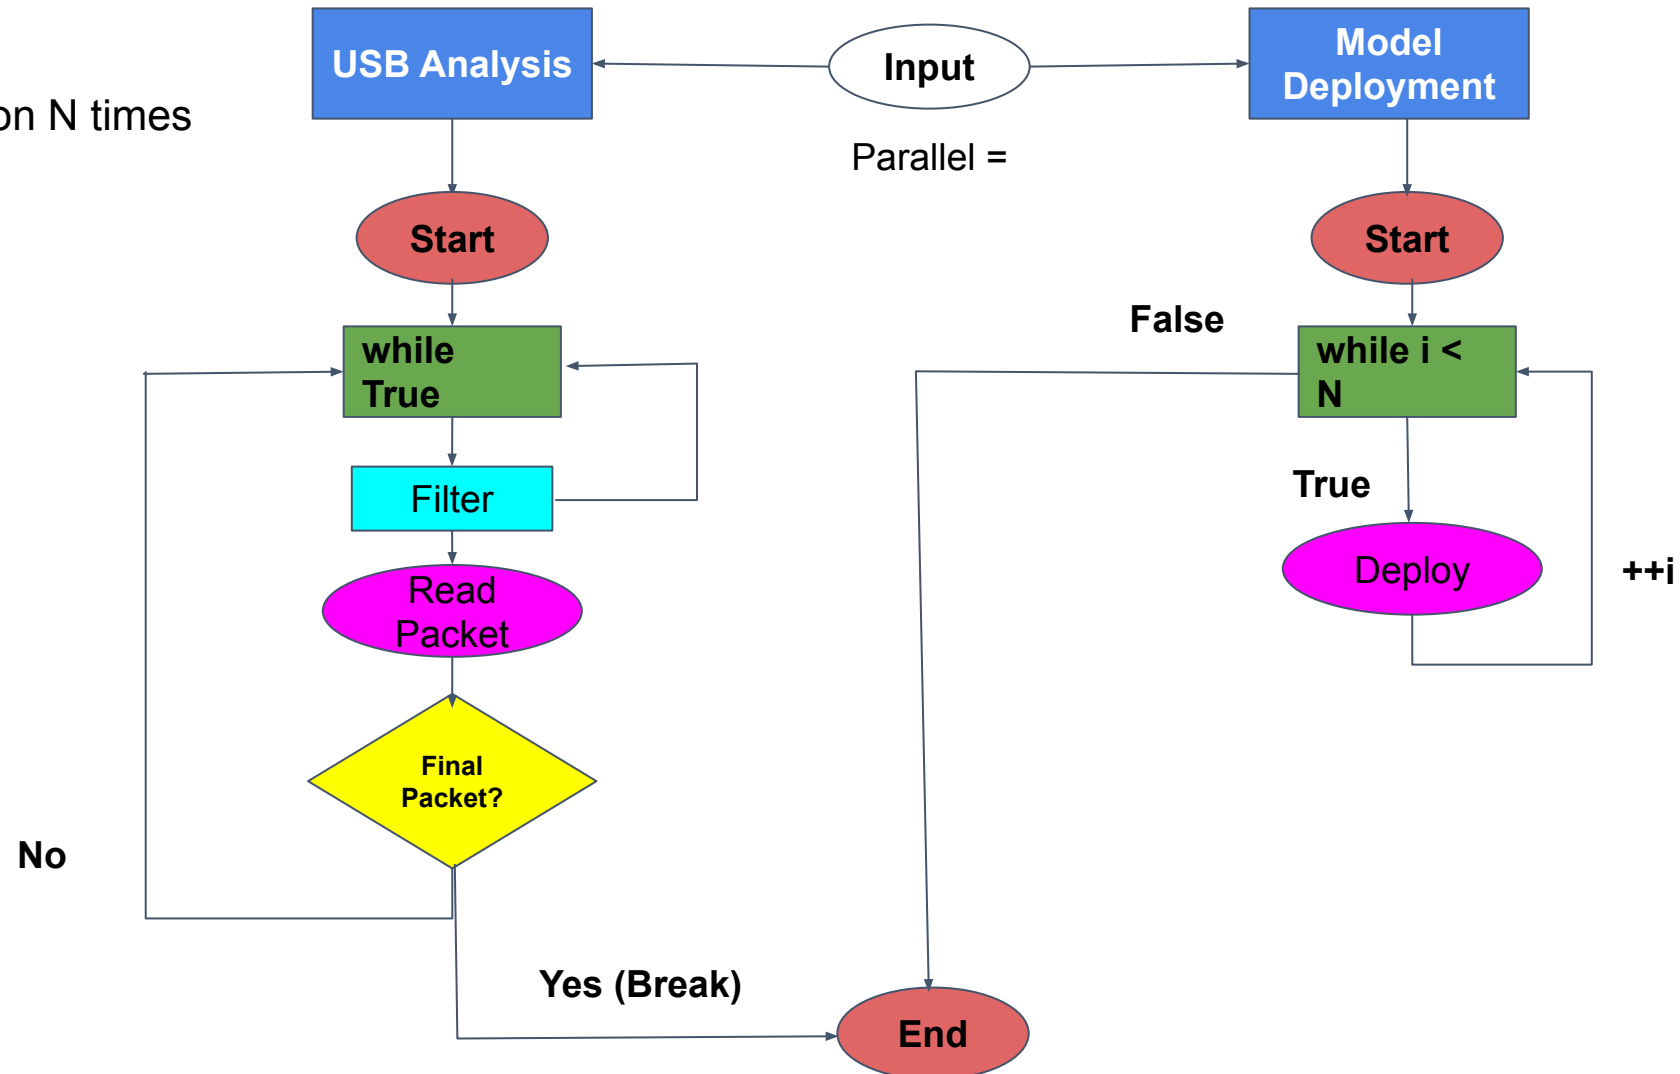 USB Analysis
Input
Model
Deployment
on N times
Parallel =
Start
Start
False
while
True
while i <
N
Filter
True
Read
Packet
Deploy
++i
Final
Packet?
No
Yes (Break)
End